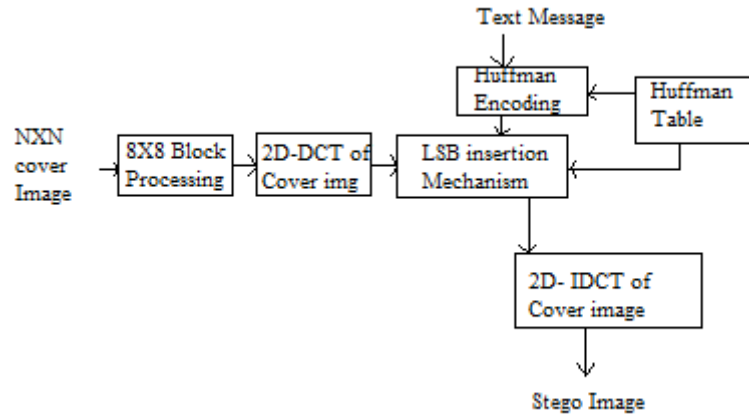 Text Message
Huffman
Encoding
Huffman
Table
NXN
cover
Image
8X8 Block
Processing
2D-DCT of
Cover img
LSB insertion
Mechanism
2D- IDCT of
Cover image
Stego Image